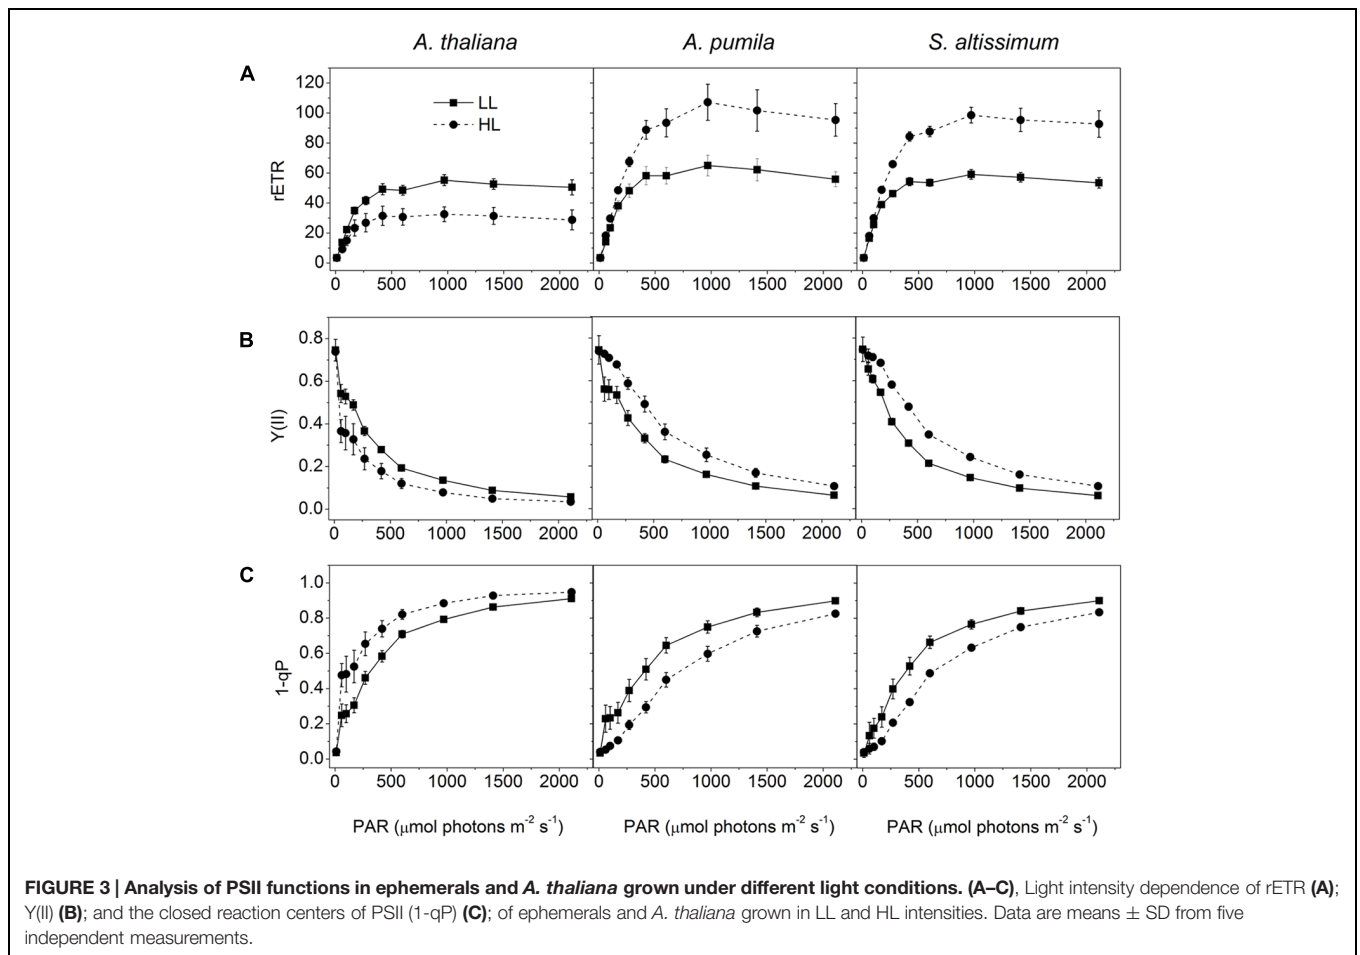 A. thaliana A. pumila S. altissimum
A
120
100
80
60
40
20
0
rETR
LL
HL
0 500 1000 1500 2000 0 500 1000 1500 2000 0 500 1000 1500 2000
B
0.8
0.6
0.4
0.2
0.0
Y(II)
0 500 1000 1500 2000 0 500 1000 1500 2000 0 500 1000 1500 2000
C
1.0
0.8
0.6
0.4
0.2
0.0
1-qP
0 500 1000 1500 2000 0 500 1000 1500 2000 0 500 1000 1500 2000
PAR (μmol photons m⁻² s⁻¹) PAR (μmol photons m⁻² s⁻¹) PAR (μmol photons m⁻² s⁻¹)
FIGURE 3 | Analysis of PSII functions in ephemerals and A. thaliana grown under different light conditions. (A–C), Light intensity dependence of rETR (A);
Y(II) (B); and the closed reaction centers of PSII (1-qP) (C); of ephemerals and A. thaliana grown in LL and HL intensities. Data are means ± SD from five
independent measurements.